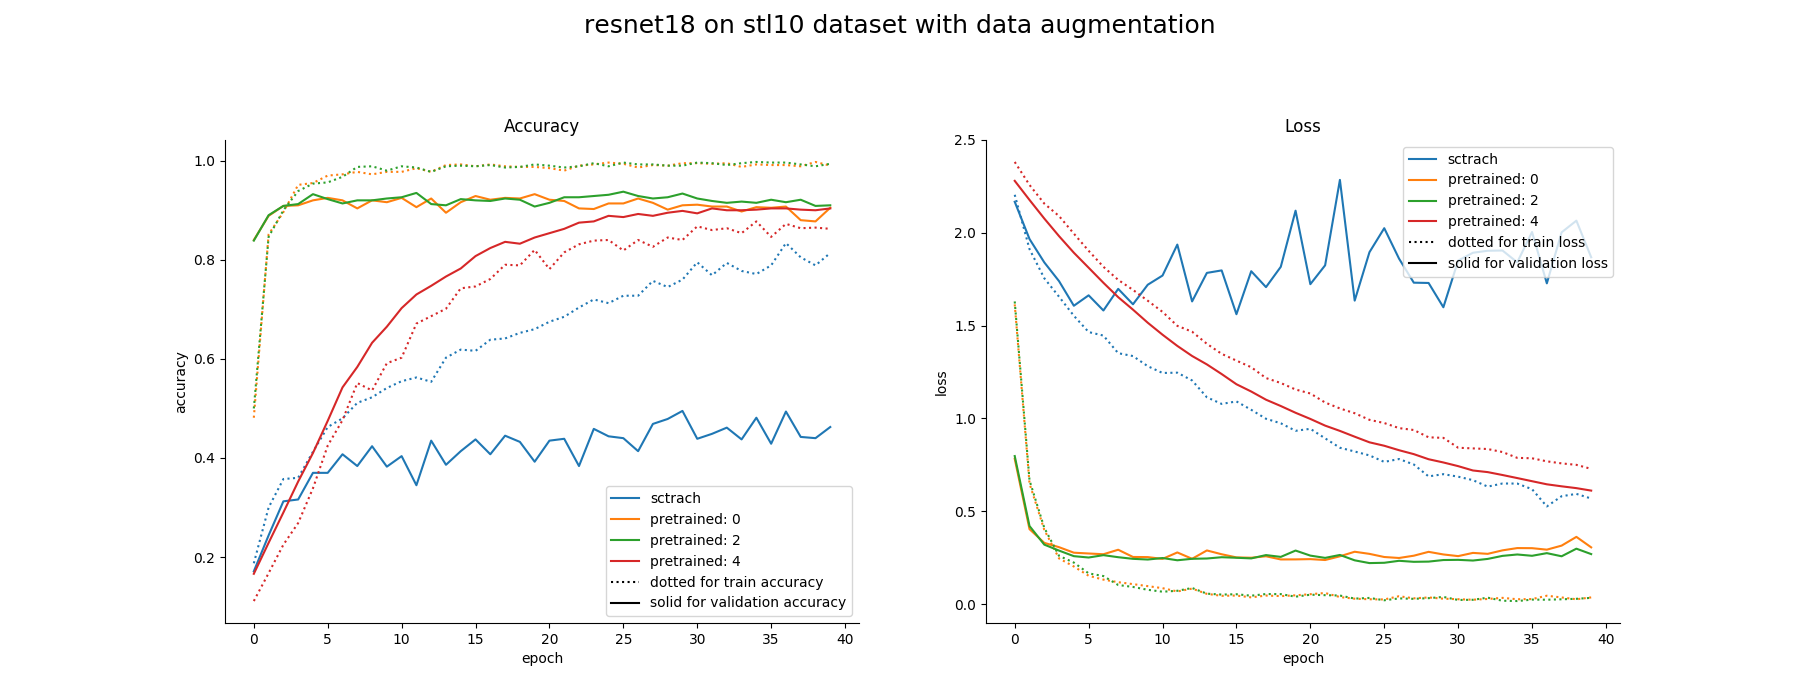 resnet18 on stl10 dataset with data augmentation
Accuracy
1.0
0.8
0.6
0.4
0.2
accuracy
0 5 10 15 20 25 30 35 40
epoch
sctrach
pretrained: 0
pretrained: 2
pretrained: 4
dotted for train accuracy
solid for validation accuracy
Loss
2.5
2.0
1.5
1.0
0.5
0.0
loss
0 5 10 15 20 25 30 35 40
epoch
sctrach
pretrained: 0
pretrained: 2
pretrained: 4
dotted for train loss
solid for validation loss